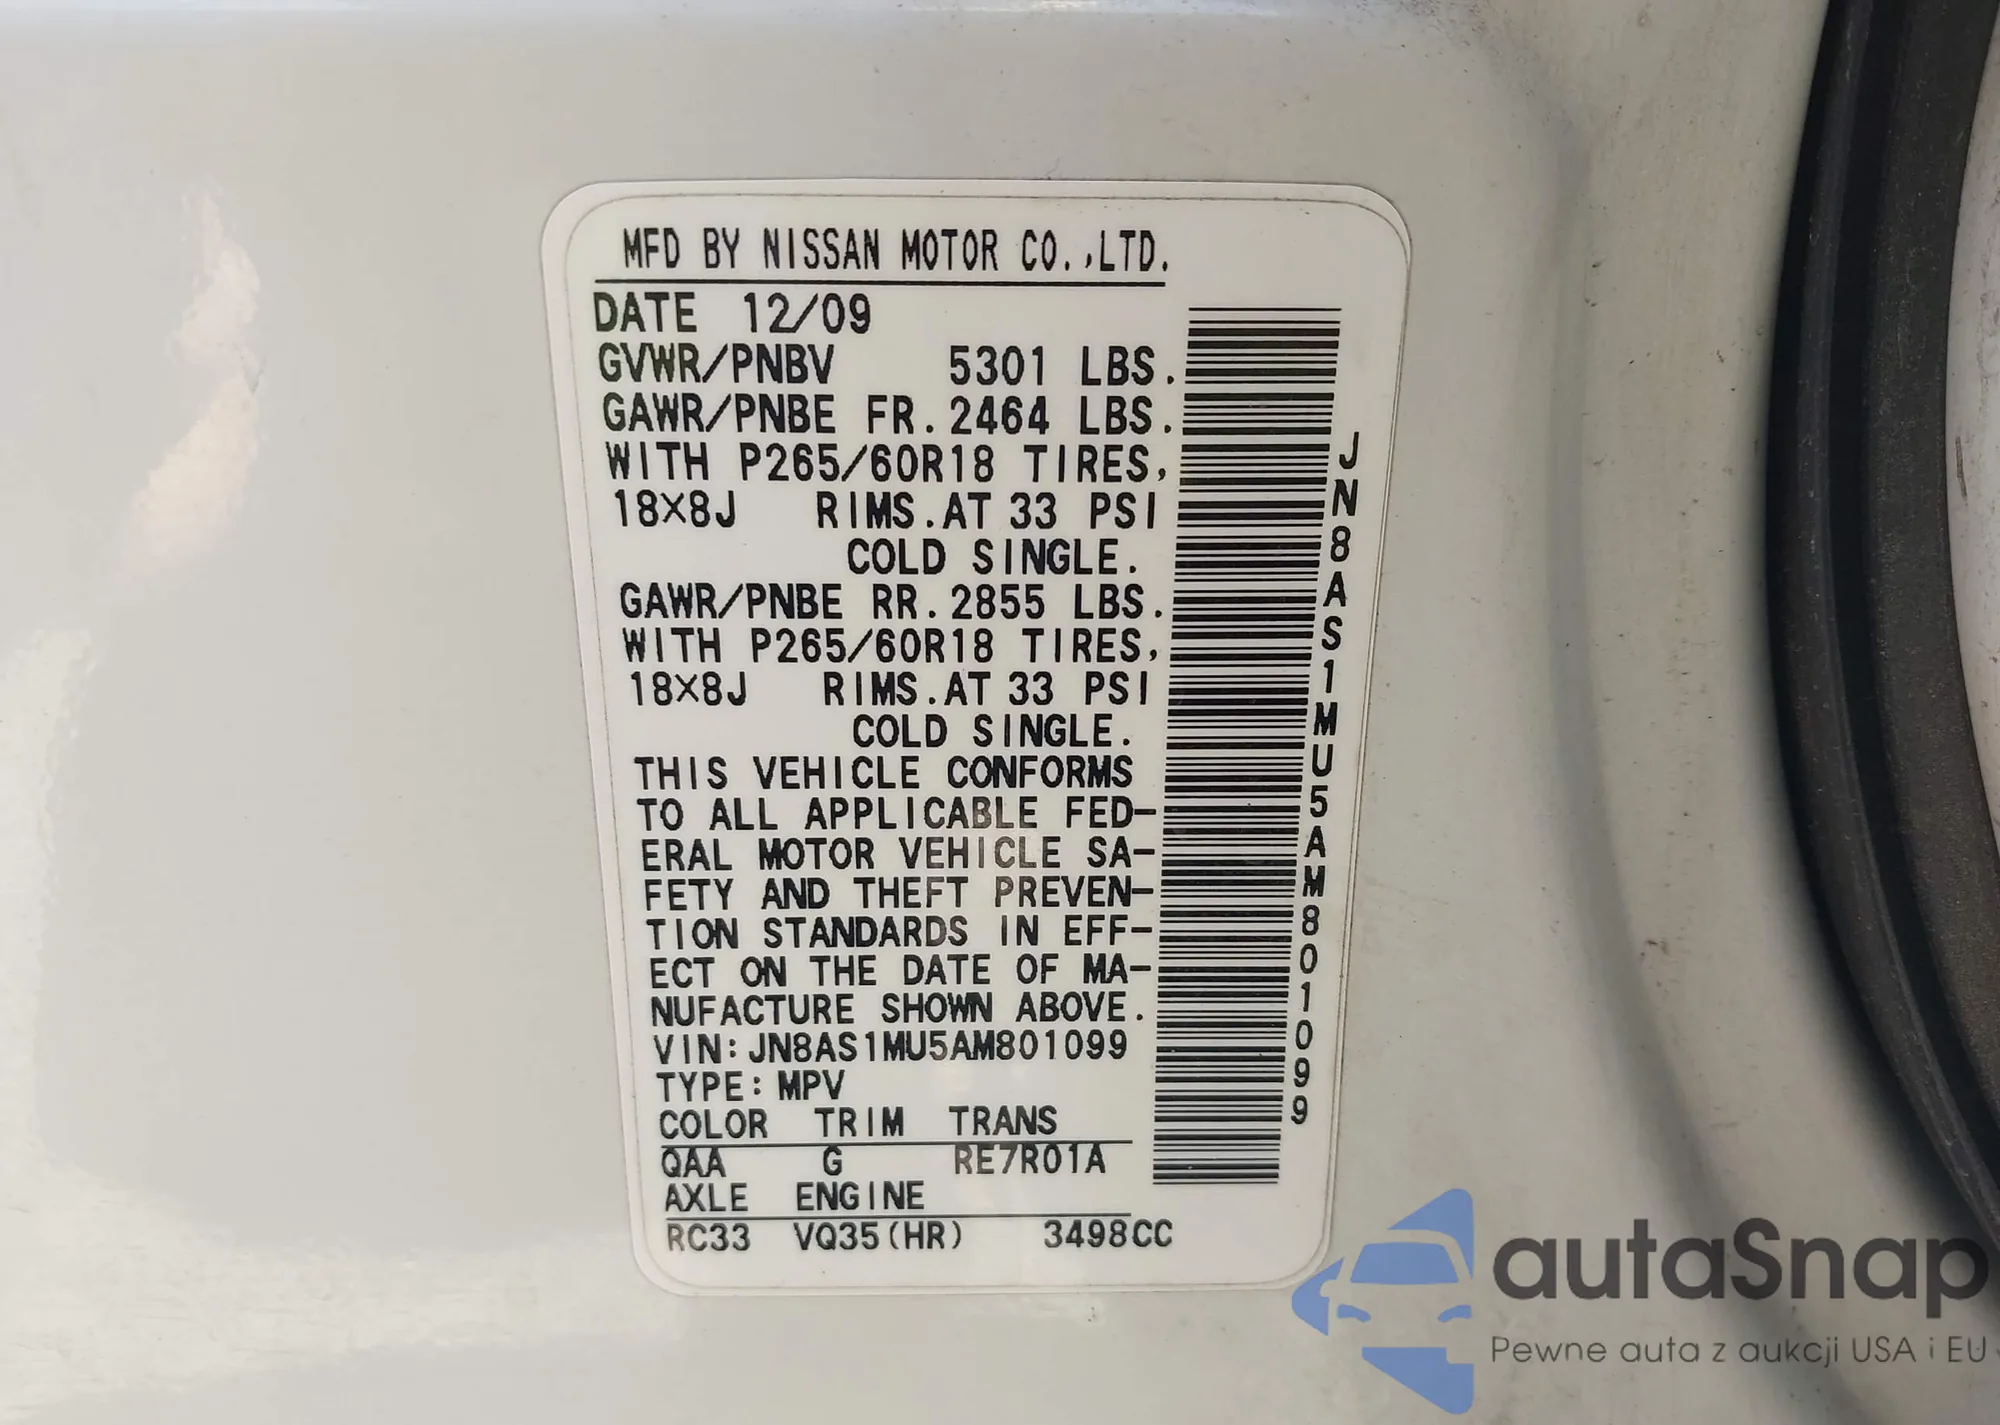 MFD BY NISSAN MOTOR CO.,LTD.
DATE 12/09
GVWR/PNBV 5301 LBS.
GAWR/PNBE FR. 2464 LBS.
WITH P265/60R18 TIRES,
18X8J RIMS.AT 33 PSI
COLD SINGLE.
GAWR/PNBE RR. 2855 LBS.
WITH P265/60R18 TIRES,
18X8J RIMS.AT 33 PSI
COLD SINGLE.
THIS VEHICLE CONFORMS
TO ALL APPLICABLE FED-
ERAL MOTOR VEHICLE SA-
FETY AND THEFT PREVEN-
TION STANDARDS IN EFF-
ECT ON THE DATE OF MA-
NUFACTURE SHOWN ABOVE.
VIN: JN8AS1MU5AM801099
TYPE: MPV
COLOR TRIM TRANS
QAA G RE7R01A
AXLE ENGINE
RC33 VQ35(HR) 3498CC
JN8AS1MU5AM801099
autaSnap
Pewne auta z aukcji USA i EU